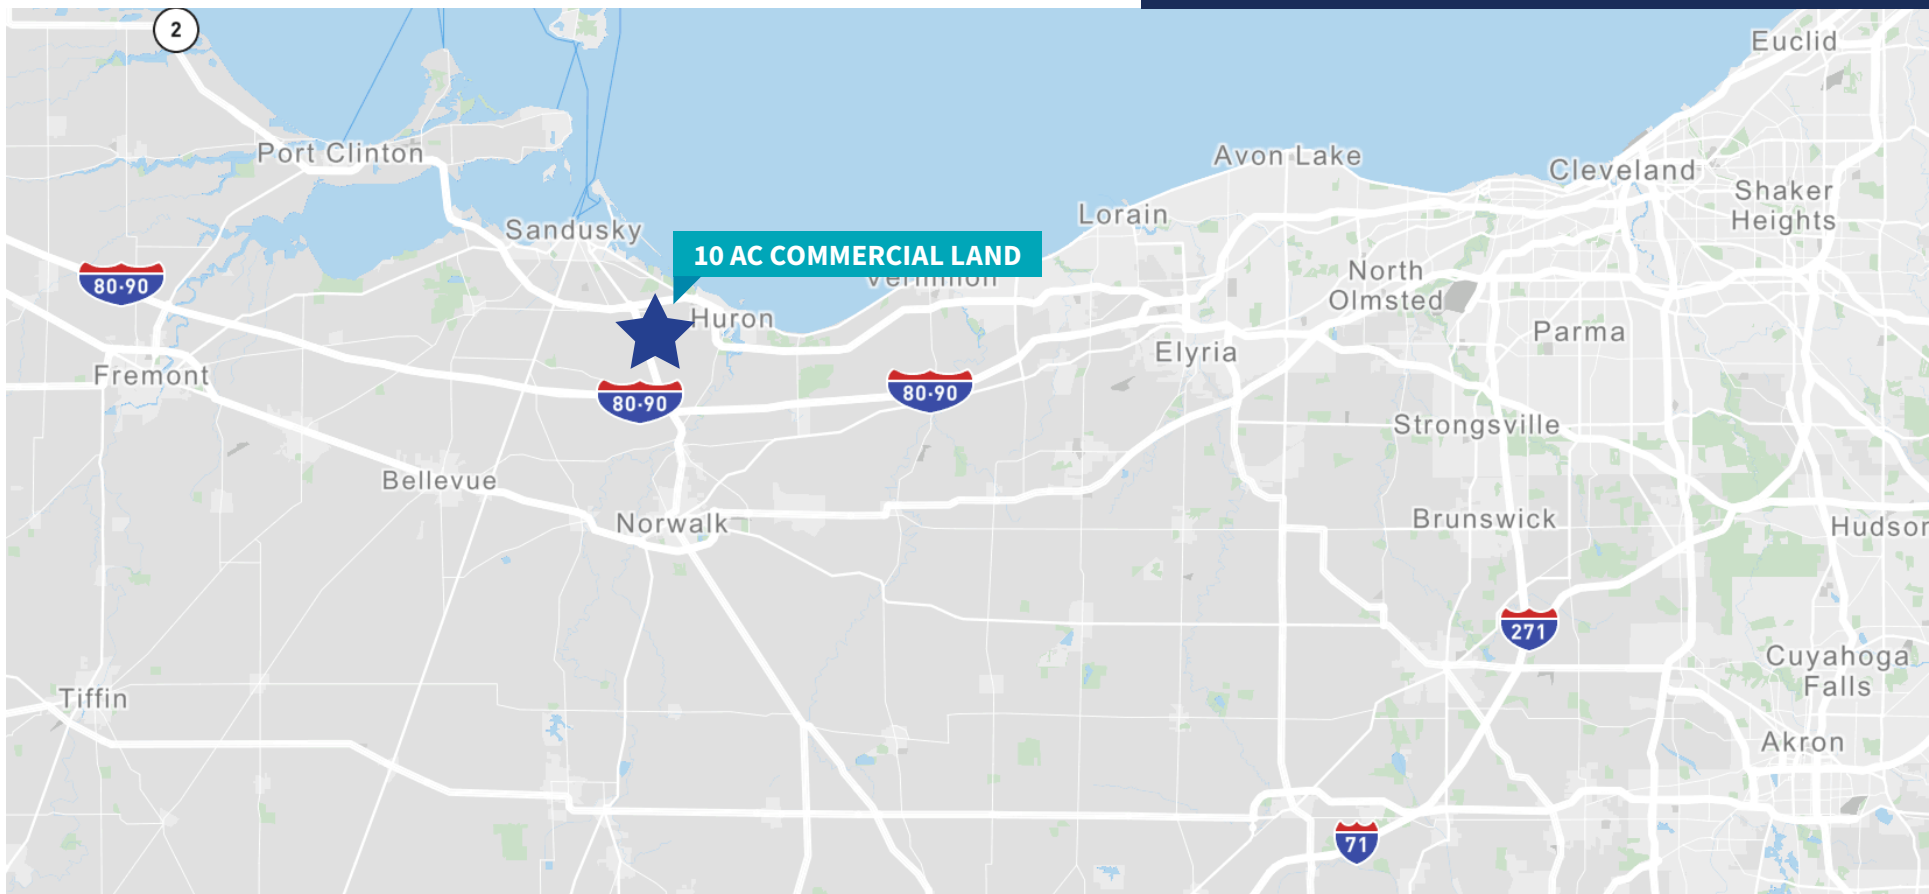 2
Euclid
Port Clinton
Avon Lake
Cleveland
Shaker
Heights
Sandusky
Lorain
10 AC COMMERCIAL LAND
Vermilion
80·90
North
Olmsted
Huron
Parma
Elyria
Fremont
80·90
80·90
Strongsville
Bellevue
Norwalk
Brunswick
Hudson
271
Cuyahoga
Falls
Tiffin
Akron
71